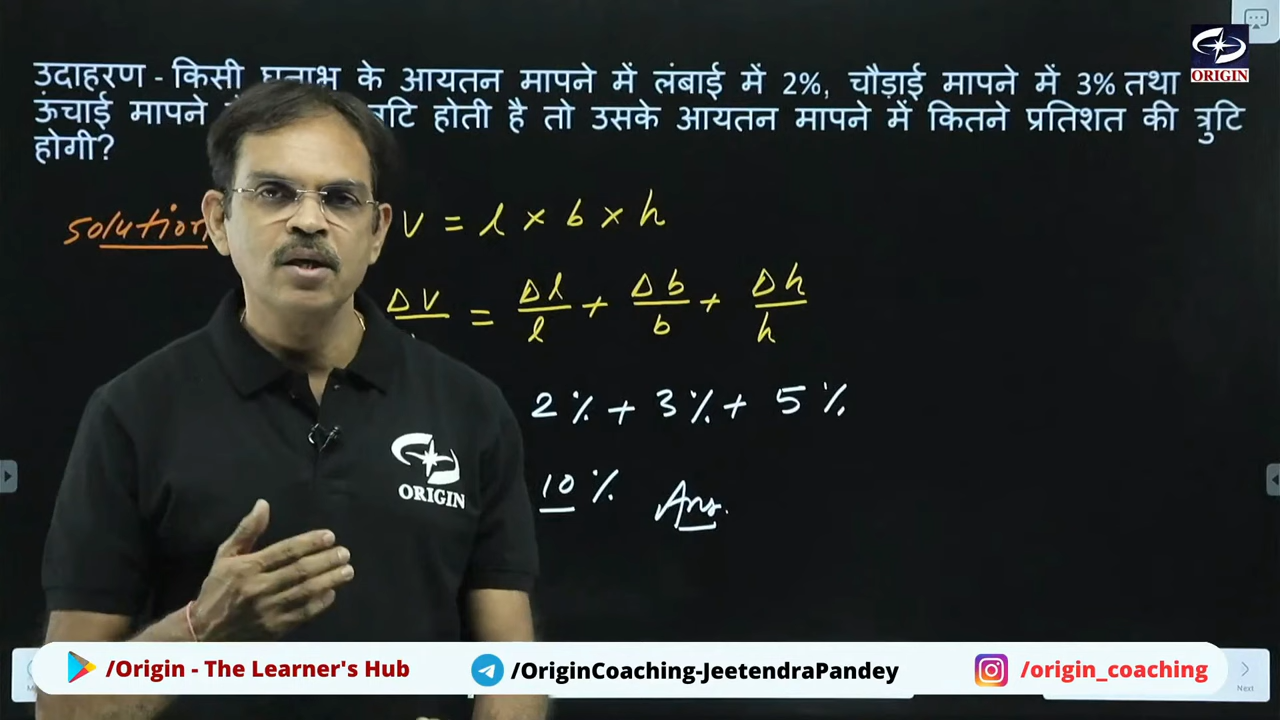 उदाहरण - किसी घनाभ के आयतन मापने में लंबाई में 2%, चौड़ाई मापने में 3% तथा
ऊंचाई मापने होती है तो उसके आयतन मापने में कितने प्रतिशत की त्रुटि
होगी?
ORIGIN
solution
V = l × b × h
ΔV = Δl/l + Δb/b + Δh/h
2% + 3% + 5%
10% Ans.
ORIGIN
/Origin - The Learner's Hub
/OriginCoaching-JeetendraPandey
/origin_coaching
Next